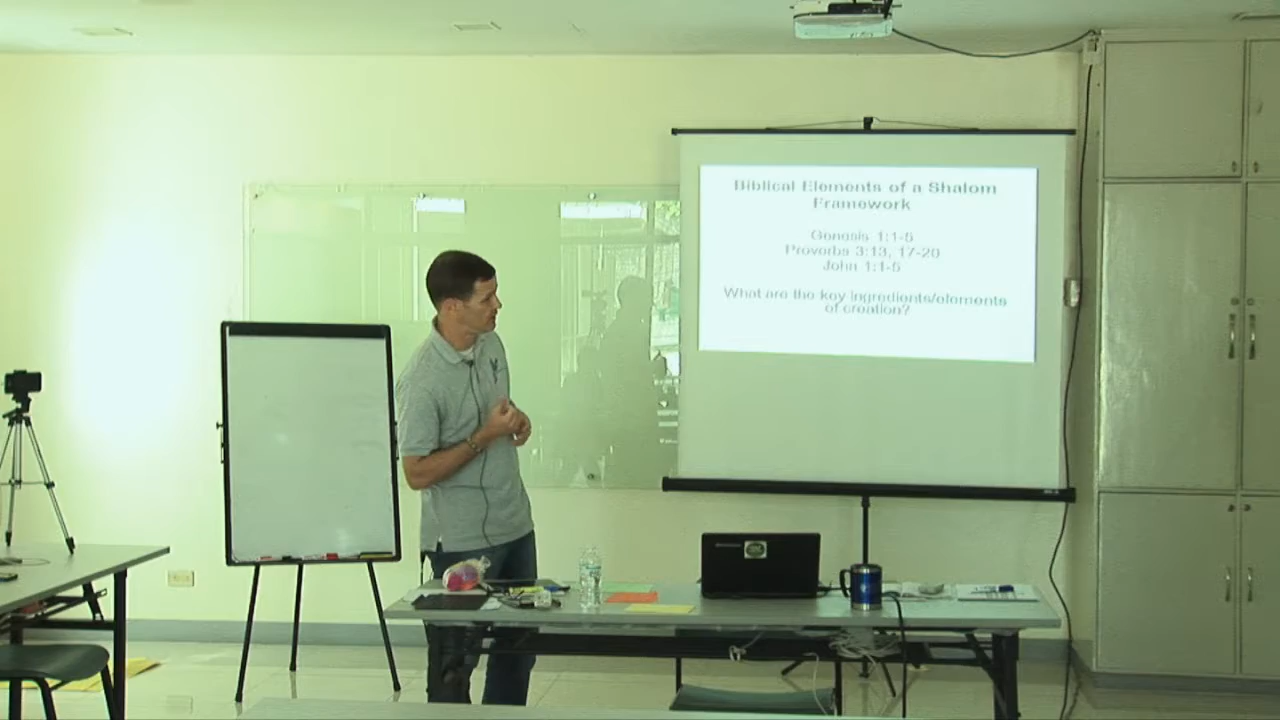 Biblical Elements of a Shalom
Framework
Genesis 1:1-5
Proverbs 3:13, 17-20
John 1:1-5
What are the key ingredients/elements
of creation?